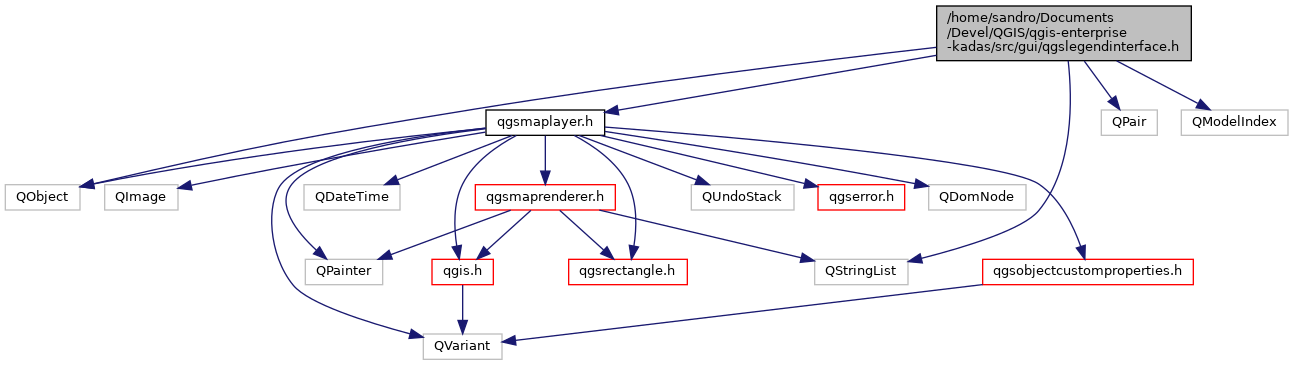 /home/sandro/Documents
/Devel/QGIS/qgis-enterprise
-kadas/src/gui/qgslegendinterface.h
qgsmaplayer.h
QPair
QModelIndex
QObject
QImage
QDateTime
qgsmaprenderer.h
QUndoStack
qgserror.h
QDomNode
QPainter
qgis.h
qgsrectangle.h
QStringList
qgsobjectcustomproperties.h
QVariant